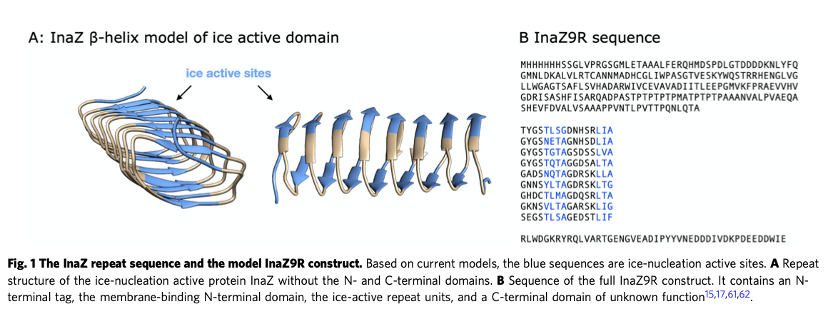 A: InaZ β-helix model of ice active domain
ice active sites
B InaZ9R sequence
MHHHHHHSSGLVPRGSGMLETAAALFERQHMDSPDLGTDDDDKNLYFQ
GMNLDKALVLRTCANNMADHCGLIWPASGTVESKYWQSTRRHENGLVG
LLWGAGTSAFLSVHADARWIVCEVAVADIITLEEPGMVKFPRAEVVHV
GDRISASHFISARQADPASTPTPTPTPMATPTPTPAAANVALPVAEQA
SHEVFDVALVSAAAPPVNTLPVTTPQNLQTA
TYGSTLSGDNHSRLIA
GYGSNETAGNHSDLIA
GYGSTGTAGSDSSLVA
GYGSTQTAGGDSALTA
GADSNQTAGDRSKLLA
GNNSYLTAGDRSKLTG
GHDCTLMAGDQSRLTA
GKNSVLTAGARSKLIG
SEGSTLSAGEDSTLIF
RLWDGKRYRQLVARTGENGVEADIPYYVNEDDDIVDKPDEEDDWIE
Fig. 1 The InaZ repeat sequence and the model InaZ9R construct. Based on current models, the blue sequences are ice-nucleation active sites. A Repeat
structure of the ice-nucleation active protein InaZ without the N- and C-terminal domains. B Sequence of the full InaZ9R construct. It contains an N-
terminal tag, the membrane-binding N-terminal domain, the ice-active repeat units, and a C-terminal domain of unknown function15,17,61,62.